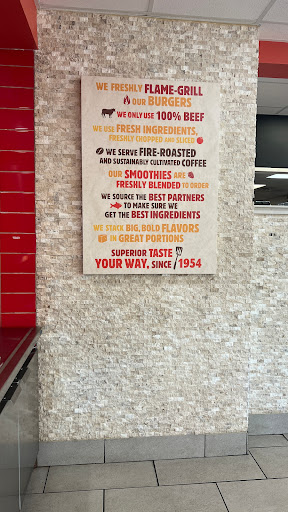 WE FRESHLY FLAME-GRILL
OUR BURGERS
WE ONLY USE 100% BEEF
WE USE FRESH INGREDIENTS,
FRESHLY CHOPPED AND SLICED
WE SERVE FIRE-ROASTED
AND SUSTAINABLY CULTIVATED COFFEE
OUR SMOOTHIES ARE
FRESHLY BLENDED TO ORDER
WE SOURCE THE BEST PARTNERS
TO MAKE SURE WE
GET THE BEST INGREDIENTS
WE STACK BIG, BOLD FLAVORS
IN GREAT PORTIONS
SUPERIOR TASTE
YOUR WAY, SINCE 1954